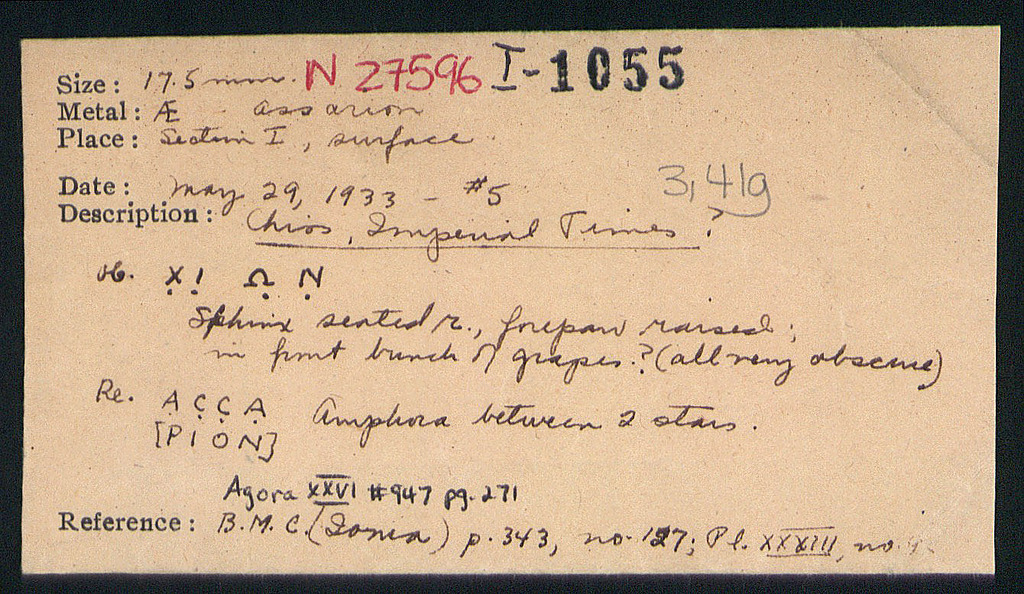 Size: 17.5 mm. N 27596 I-1055
Metal: Æ - assarion
Place: Section I, surface
Date: May 29, 1933 - #5 3,41g
Description: Chios, Imperial Times ?
Ob. Χ Ι Ω Ν
Sphinx seated r., forepaw raised;
in front bunch of grapes.? (all very obscure)
Re. Α C C Α Amphora between 2 stars.
[Ρ Ι Ο Ν]
Agora XXVI #947 pg. 271
Reference: B.M.C. (Ionia) p. 343, no. 127; Pl. XXXIII, no.